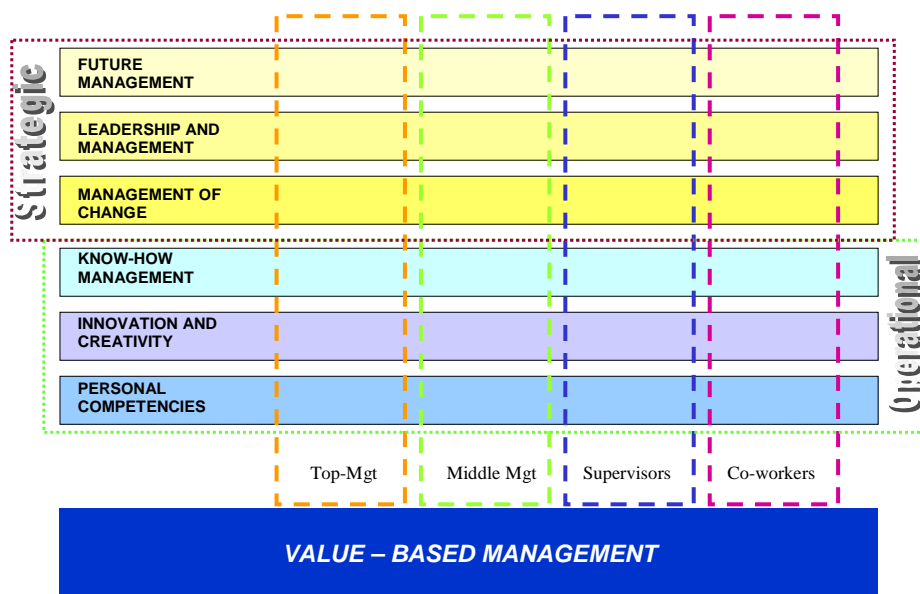 Strategic
FUTURE
MANAGEMENT
LEADERSHIP AND
MANAGEMENT
MANAGEMENT OF
CHANGE
KNOW-HOW
MANAGEMENT
INNOVATION AND
CREATIVITY
PERSONAL
COMPETENCIES
Operational
Top-Mgt
Middle Mgt
Supervisors
Co-workers
VALUE – BASED MANAGEMENT